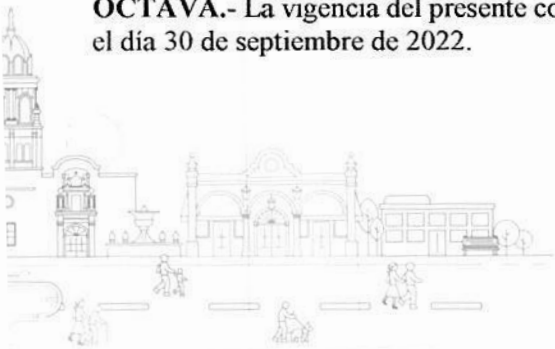 OCTAVA.- La vigencia del presente co
el día 30 de septiembre de 2022.